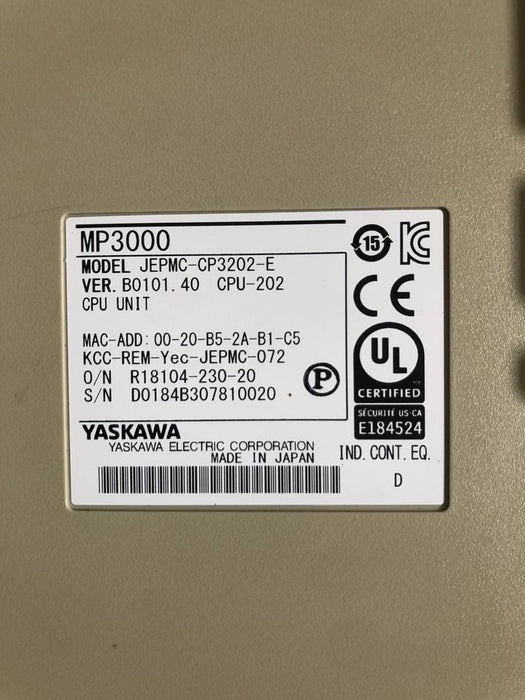 MP3000
15
MODEL JEPMC-CP3202-E
VER. B0101.40 CPU-202
CPU UNIT
CE
MAC-ADD: 00-20-B5-2A-B1-C5
KCC-REM-Yec-JEPMC-072
O/N R18104-230-20
S/N D0184B307810020
P
UL
CERTIFIED
SÉCURITÉ US·CA
E184524
YASKAWA
YASKAWA ELECTRIC CORPORATION
MADE IN JAPAN
IND. CONT. EQ.
D